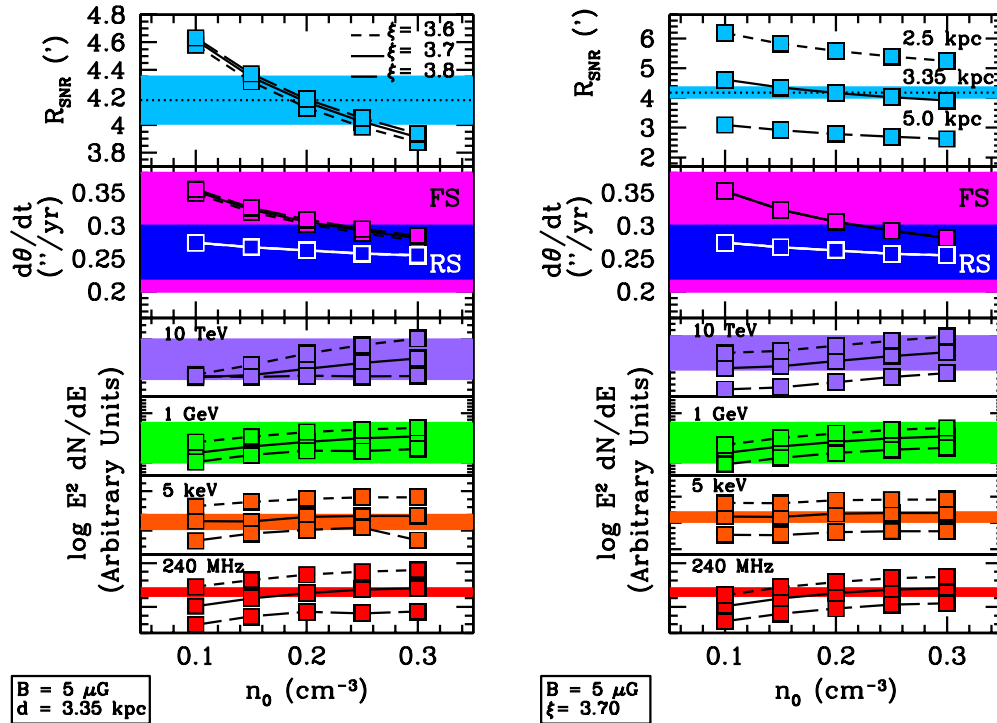 4.8
4.6
4.4
4.2
4
3.8
R_SNR (')
ξ= 3.6
ξ= 3.7
ξ= 3.8
0.35
0.3
0.25
0.2
dθ/dt
(''/yr)
FS
RS
10 TeV
1 GeV
5 keV
240 MHz
log E² dN/dE
(Arbitrary Units)
0.1
0.2
0.3
n₀ (cm⁻³)
B = 5 μG
d = 3.35 kpc
6
5
4
3
2
R_SNR (')
2.5 kpc
3.35 kpc
5.0 kpc
0.35
0.3
0.25
0.2
dθ/dt
(''/yr)
FS
RS
10 TeV
1 GeV
5 keV
240 MHz
log E² dN/dE
(Arbitrary Units)
0.1
0.2
0.3
n₀ (cm⁻³)
B = 5 μG
ξ= 3.70